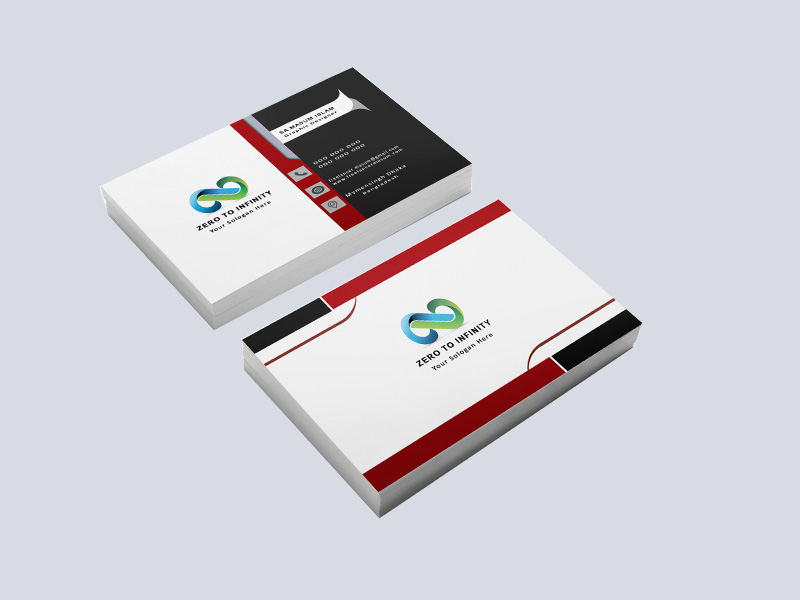 SA MASUM ISLAM
Graphic Designer
000 000 000
000 000 000
freelancer.masum@gmail.com
www.freelancermasum.com
Mymensingh Dhaka
Bangladesh
ZERO TO INFINITY
Your Sologan Here
ZERO TO INFINITY
Your Sologan Here